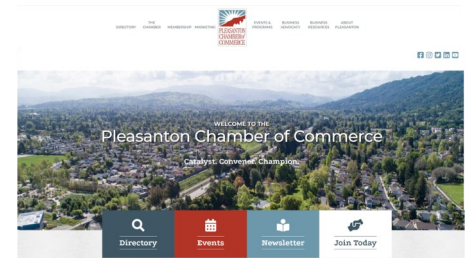 DIRECTORY
THE
CHAMBER
MEMBERSHIP
MARKETING
PLEASANTON
CHAMBER OF
COMMERCE
EVENTS &
PROGRAMS
BUSINESS
ADVOCACY
BUSINESS
RESOURCES
ABOUT
PLEASANTON
WELCOME TO THE
Pleasanton Chamber of Commerce
Catalyst. Convener. Champion.
Directory
Events
Newsletter
Join Today